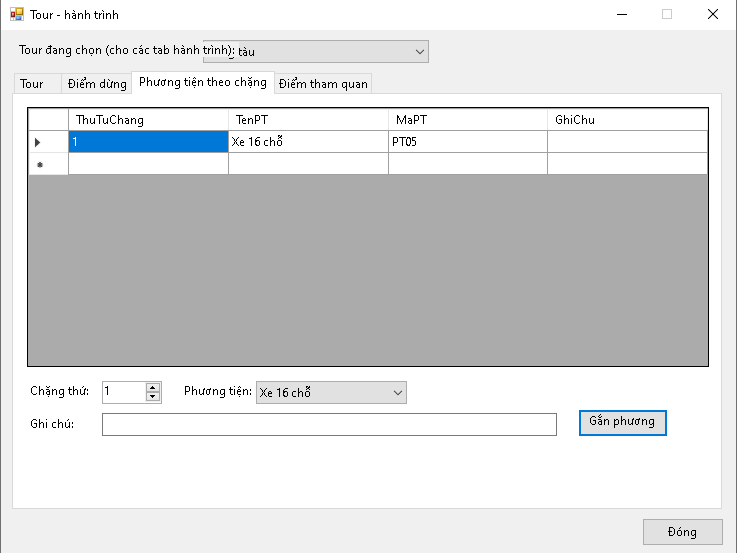 Tour - hành trình
Tour đang chọn (cho các tab hành trình): tàu
Tour Điểm dừng Phương tiện theo chặng Điểm tham quan
ThuTuChang TenPT MaPT GhiChu
1 Xe 16 chỗ PT05
Chặng thứ: 1 Phương tiện: Xe 16 chỗ
Ghi chú: Gắn phương
Đóng